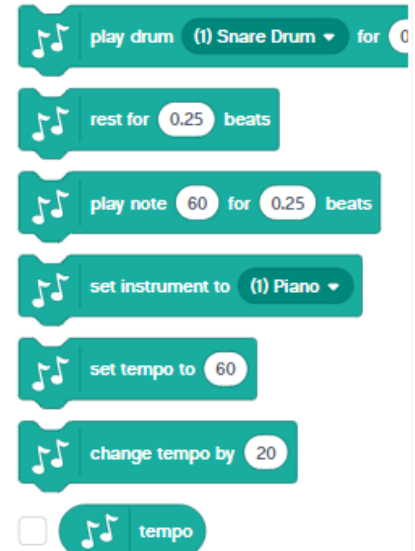 play drum (1) Snare Drum for 0
rest for 0.25 beats
play note 60 for 0.25 beats
set instrument to (1) Piano
set tempo to 60
change tempo by 20
tempo